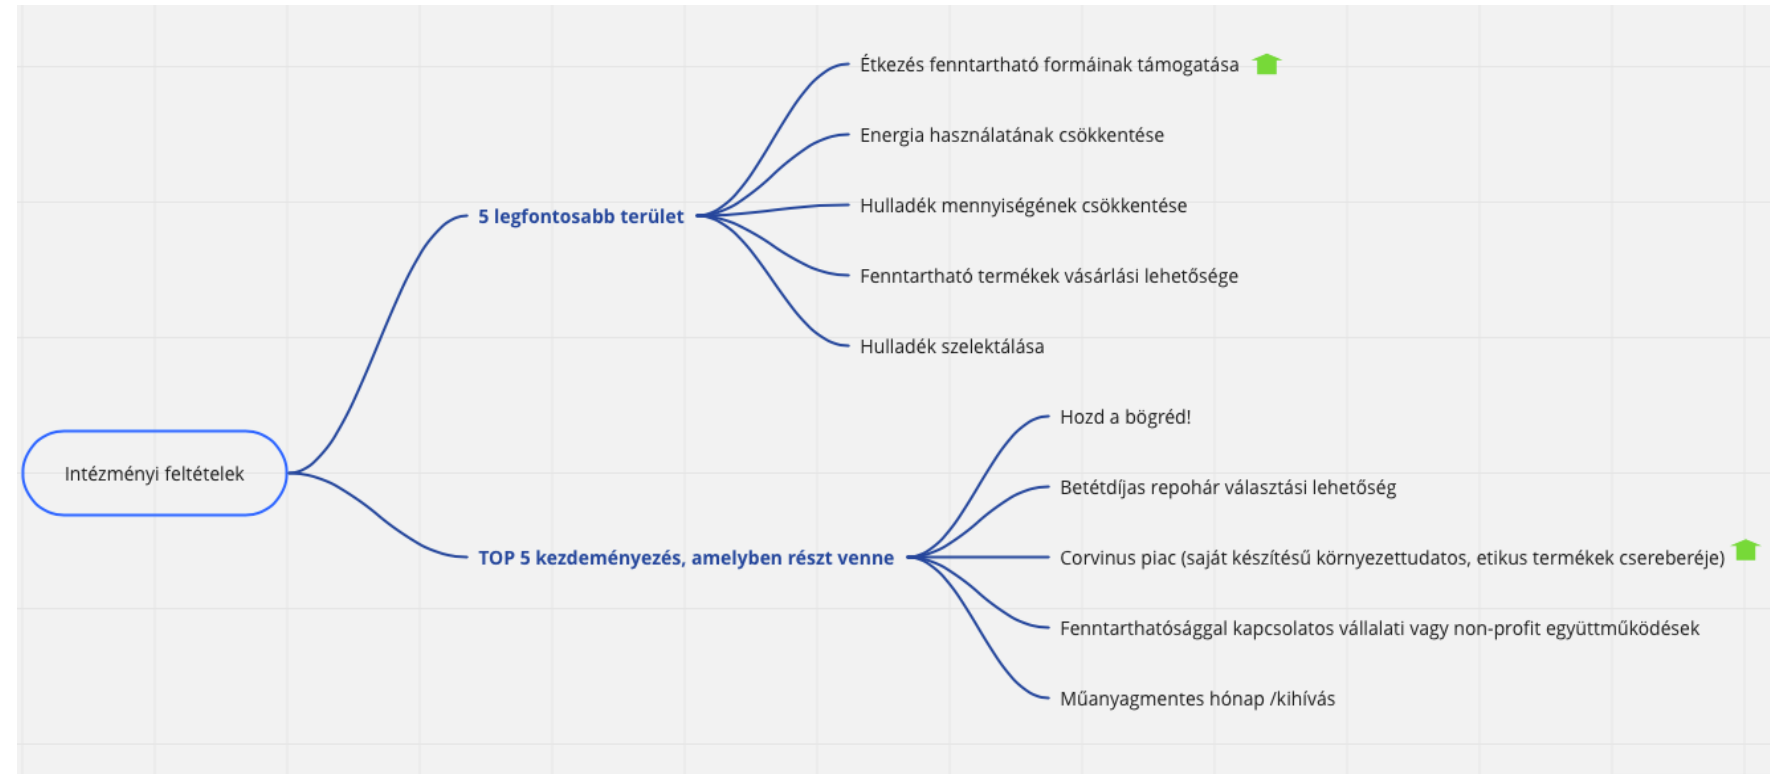 Étkezés fenntartható formáinak támogatása
Energia használatának csökkentése
5 legfontosabb terület
Hulladék mennyiségének csökkentése
Fenntartható termékek vásárlási lehetősége
Hulladék szelektálása
Intézményi feltételek
Hozd a bögréd!
Betétdíjas repohár választási lehetőség
TOP 5 kezdeményezés, amelyben részt venne
Corvinus piac (saját készítésű környezettudatos, etikus termékek csereberéje)
Fenntarthatósággal kapcsolatos vállalati vagy non-profit együttműködések
Műanyagmentes hónap /kihívás